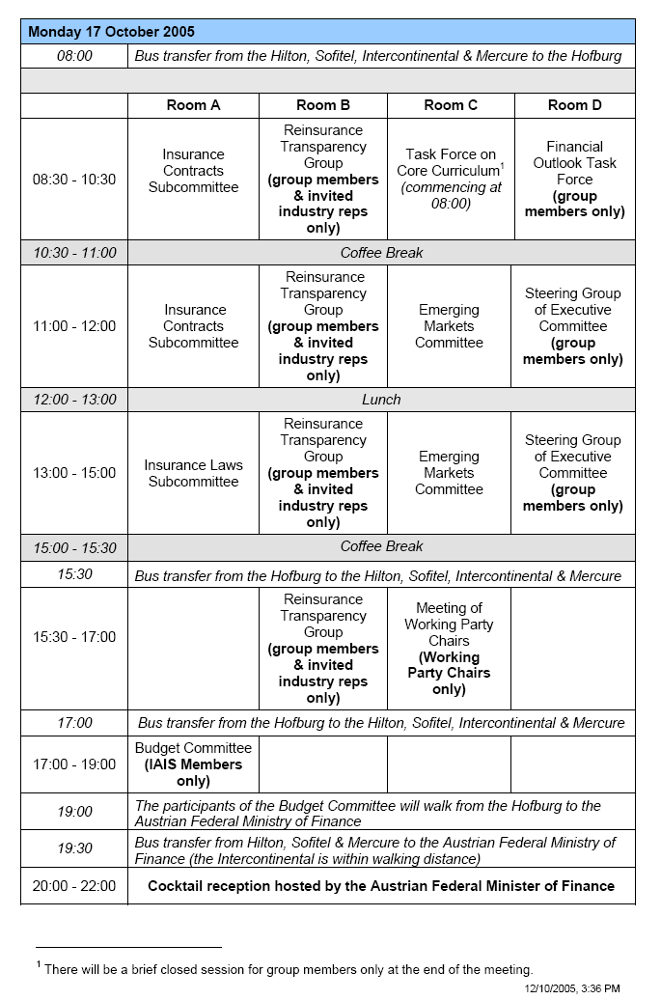 Monday 17 October 2005
08:00 Bus transfer from the Hilton, Sofitel, Intercontinental & Mercure to the Hofburg
Room A Room B Room C Room D
08:30 - 10:30
Insurance
Contracts
Subcommittee
Reinsurance
Transparency
Group
(group members
& invited
industry reps
only)
Task Force on
Core Curriculum1
(commencing at
08:00)
Financial
Outlook Task
Force
(group
members only)
10:30 - 11:00 Coffee Break
11:00 - 12:00
Insurance
Contracts
Subcommittee
Reinsurance
Transparency
Group
(group members
& invited
industry reps
only)
Emerging
Markets
Committee
Steering Group
of Executive
Committee
(group
members only)
12:00 - 13:00 Lunch
13:00 - 15:00
Insurance Laws
Subcommittee
Reinsurance
Transparency
Group
(group members
& invited
industry reps
only)
Emerging
Markets
Committee
Steering Group
of Executive
Committee
(group
members only)
15:00 - 15:30 Coffee Break
15:30 Bus transfer from the Hofburg to the Hilton, Sofitel, Intercontinental & Mercure
15:30 - 17:00
Reinsurance
Transparency
Group
(group members
& invited
industry reps
only)
Meeting of
Working Party
Chairs
(Working
Party Chairs
only)
17:00 Bus transfer from the Hofburg to the Hilton, Sofitel, Intercontinental & Mercure
17:00 - 19:00
Budget Committee
(IAIS Members
only)
19:00
The participants of the Budget Committee will walk from the Hofburg to the
Austrian Federal Ministry of Finance
19:30
Bus transfer from Hilton, Sofitel & Mercure to the Austrian Federal Ministry of
Finance (the Intercontinental is within walking distance)
20:00 - 22:00 Cocktail reception hosted by the Austrian Federal Minister of Finance
1 There will be a brief closed session for group members only at the end of the meeting.
12/10/2005, 3:36 PM